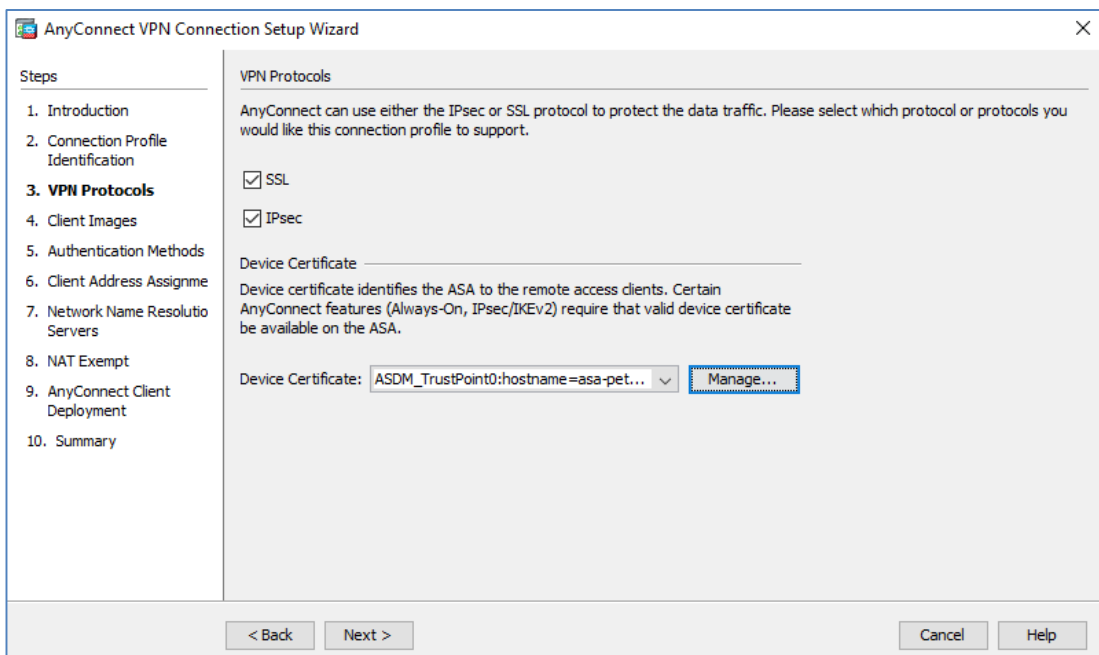 AnyConnect VPN Connection Setup Wizard
Steps
1. Introduction
2. Connection Profile
Identification
3. VPN Protocols
4. Client Images
5. Authentication Methods
6. Client Address Assignme
7. Network Name Resolutio
Servers
8. NAT Exempt
9. AnyConnect Client
Deployment
10. Summary
VPN Protocols
AnyConnect can use either the IPsec or SSL protocol to protect the data traffic. Please select which protocol or protocols you
would like this connection profile to support.
SSL
IPsec
Device Certificate
Device certificate identifies the ASA to the remote access clients. Certain
AnyConnect features (Always-On, IPsec/IKEv2) require that valid device certificate
be available on the ASA.
Device Certificate: ASDM_TrustPoint0:hostname=asa-pet... Manage...
< Back Next > Cancel Help